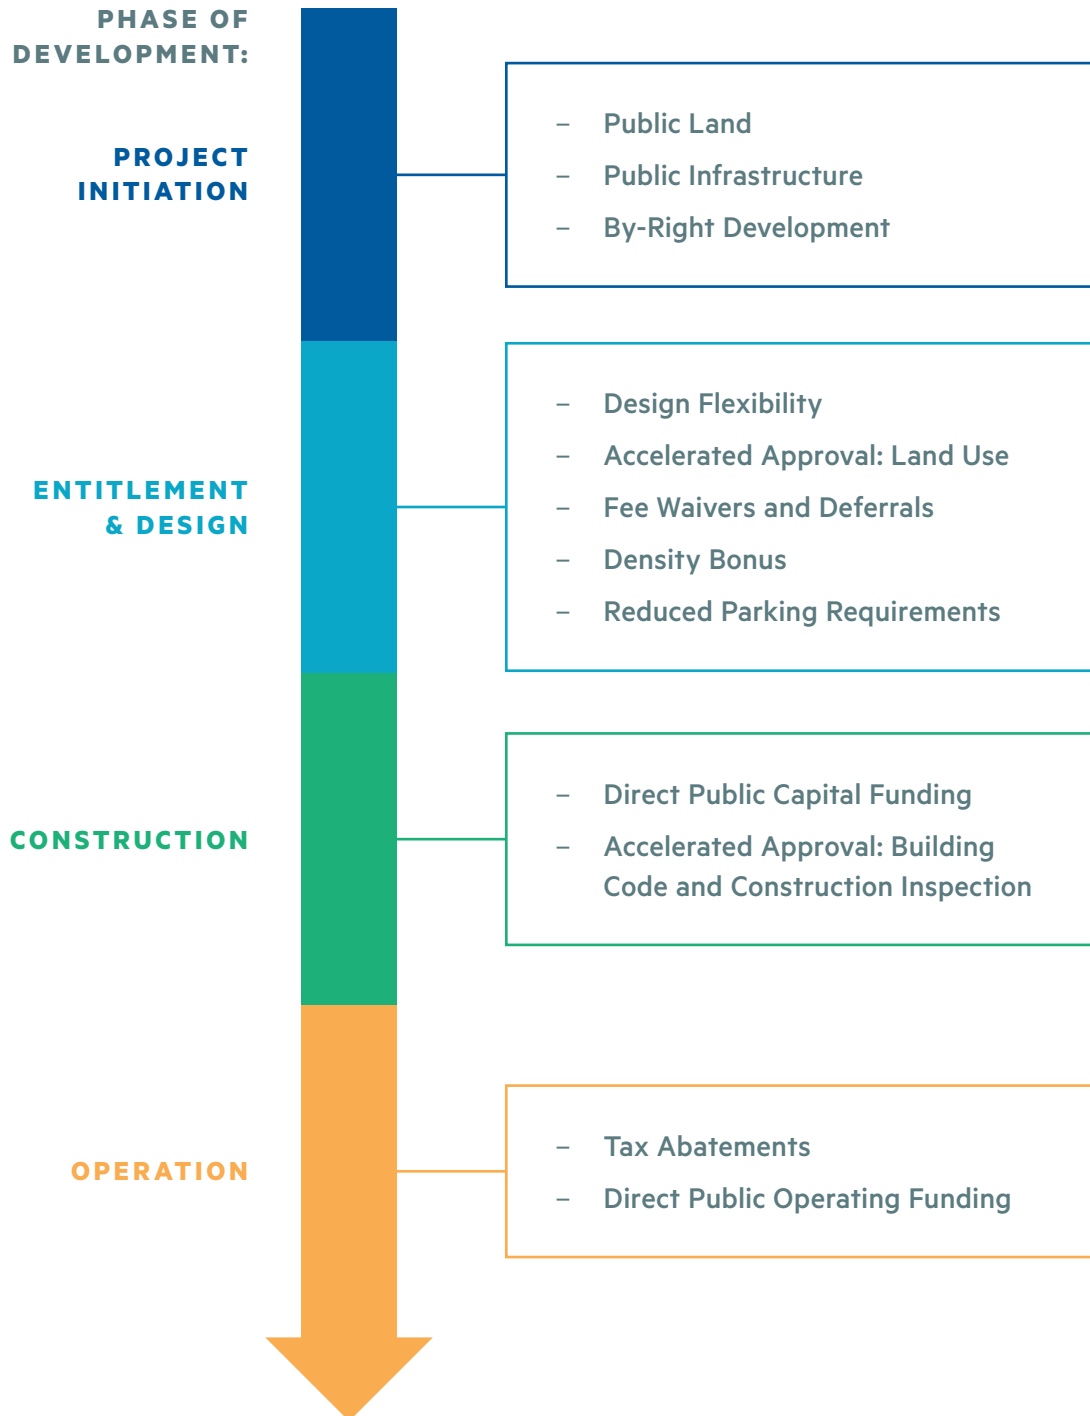 PHASE OF
DEVELOPMENT:
PROJECT
INITIATION
– Public Land
– Public Infrastructure
– By-Right Development
ENTITLEMENT
& DESIGN
– Design Flexibility
– Accelerated Approval: Land Use
– Fee Waivers and Deferrals
– Density Bonus
– Reduced Parking Requirements
CONSTRUCTION
– Direct Public Capital Funding
– Accelerated Approval: Building
Code and Construction Inspection
OPERATION
– Tax Abatements
– Direct Public Operating Funding